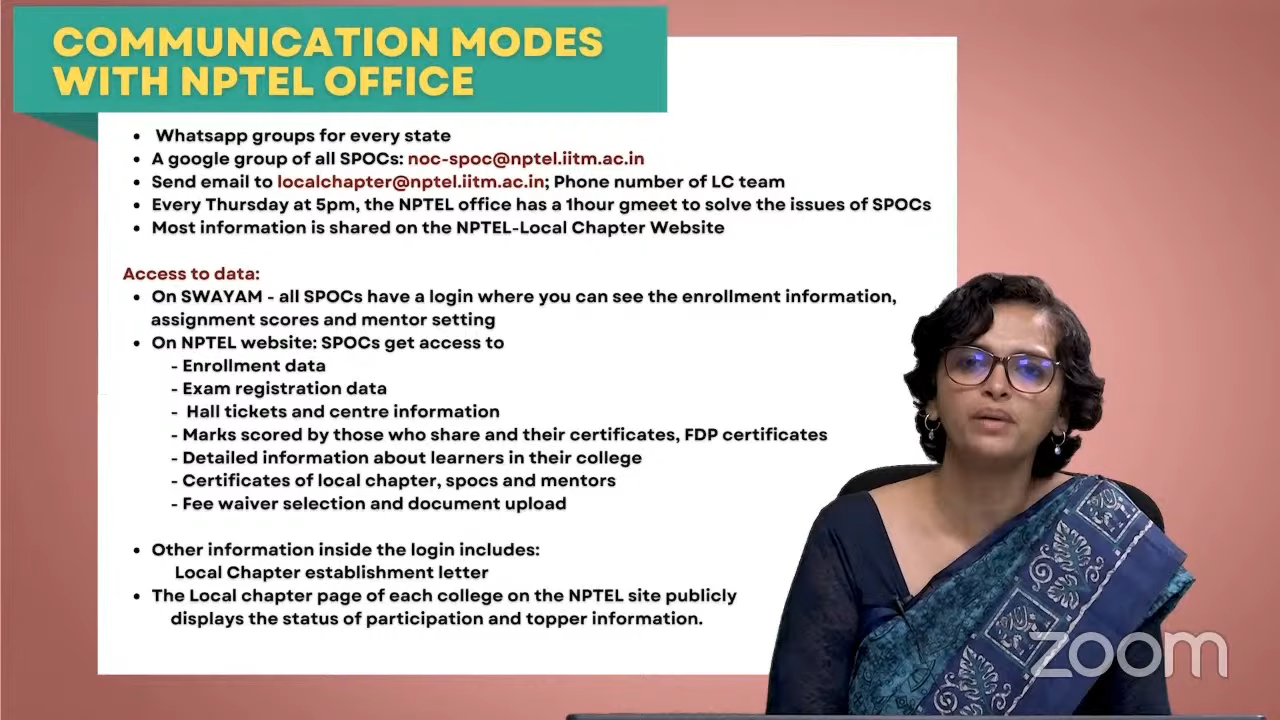 COMMUNICATION MODES
WITH NPTEL OFFICE
• Whatsapp groups for every state
• A google group of all SPOCs: noc-spoc@nptel.iitm.ac.in
• Send email to localchapter@nptel.iitm.ac.in; Phone number of LC team
• Every Thursday at 5pm, the NPTEL office has a 1hour gmeet to solve the issues of SPOCs
• Most information is shared on the NPTEL-Local Chapter Website
Access to data:
• On SWAYAM - all SPOCs have a login where you can see the enrollment information,
assignment scores and mentor setting
• On NPTEL website: SPOCs get access to
- Enrollment data
- Exam registration data
- Hall tickets and centre information
- Marks scored by those who share and their certificates, FDP certificates
- Detailed information about learners in their college
- Certificates of local chapter, spocs and mentors
- Fee waiver selection and document upload
• Other information inside the login includes:
Local Chapter establishment letter
• The Local chapter page of each college on the NPTEL site publicly
displays the status of participation and topper information.
zoom